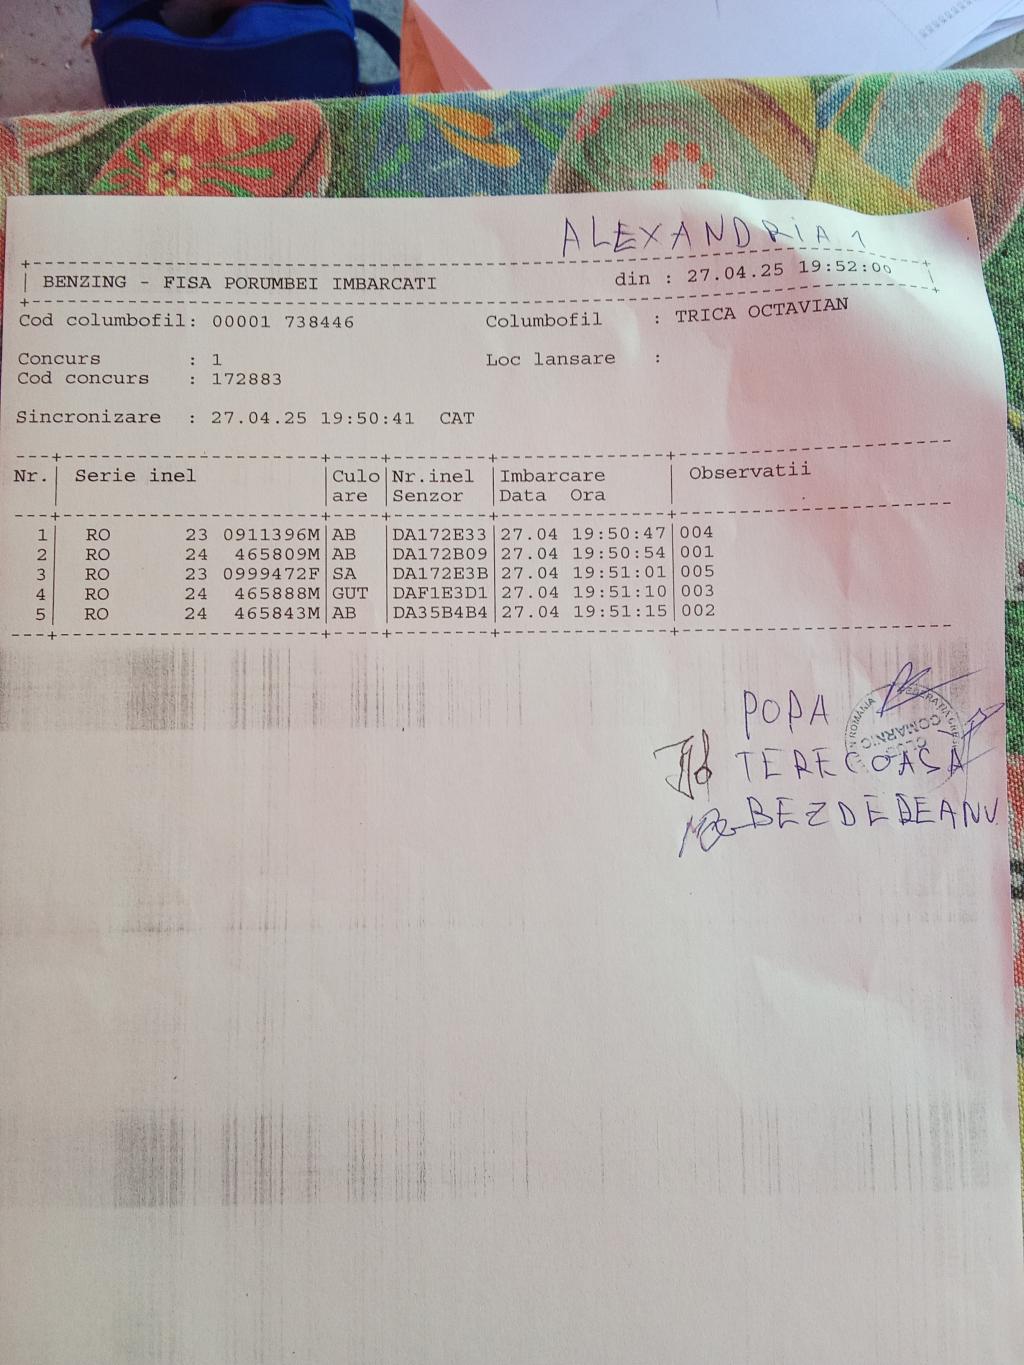 ALEXANDRIA 1
+----------------------------------------------------------------------------+
| BENZING - FISA PORUMBEI IMBARCATI din : 27.04.25 19:52:00 |
+----------------------------------------------------------------------------+
Cod columbofil: 00001 738446 Columbofil : TRICA OCTAVIAN
Concurs : 1 Loc lansare :
Cod concurs : 172883
Sincronizare : 27.04.25 19:50:41 CAT
Nr.| Serie inel |Culo|Nr.inel |Imbarcare | Observatii
| |are |Senzor |Data Ora |
1| RO 23 0911396M|AB |DA172E33|27.04 19:50:47|004
2| RO 24 465809M|AB |DA172B09|27.04 19:50:54|001
3| RO 23 0999472F|SA |DA172E3B|27.04 19:51:01|005
4| RO 24 465888M|GUT |DAF1E3D1|27.04 19:51:10|003
5| RO 24 465843M|AB |DA35B4B4|27.04 19:51:15|002
POPA
TERECOASĂ
BEZDEDEANU
ROMANIA
COMARNIC